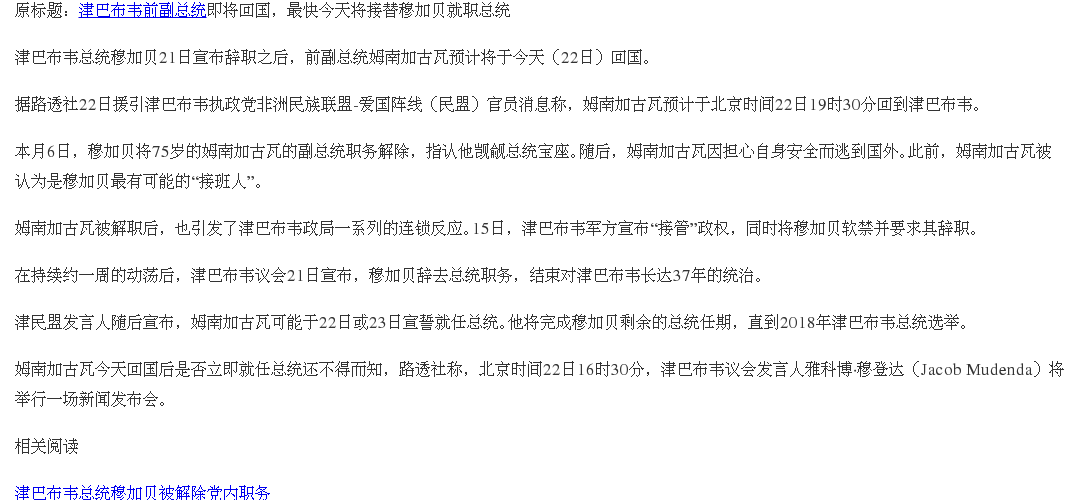 原标题：津巴布韦前副总统即将回国，最快今天将接替穆加贝就职总统
津巴布韦总统穆加贝21日宣布辞职之后，前副总统姆南加古瓦预计将于今天（22日）回国。
据路透社22日援引津巴布韦执政党非洲民族联盟-爱国阵线（民盟）官员消息称，姆南加古瓦预计于北京时间22日19时30分回到津巴布韦。
本月6日，穆加贝将75岁的姆南加古瓦的副总统职务解除，指认他觊觎总统宝座。随后，姆南加古瓦因担心自身安全而逃到国外。此前，姆南加古瓦被
认为是穆加贝最有可能的“接班人”。
姆南加古瓦被解职后，也引发了津巴布韦政局一系列的连锁反应。15日，津巴布韦军方宣布“接管”政权，同时将穆加贝软禁并要求其辞职。
在持续约一周的动荡后，津巴布韦议会21日宣布，穆加贝辞去总统职务，结束对津巴布韦长达37年的统治。
津民盟发言人随后宣布，姆南加古瓦可能于22日或23日宣誓就任总统。他将完成穆加贝剩余的总统任期，直到2018年津巴布韦总统选举。
姆南加古瓦今天回国后是否立即就任总统还不得而知，路透社称，北京时间22日16时30分，津巴布韦议会发言人雅科博·穆登达（Jacob Mudenda）将
举行一场新闻发布会。
相关阅读
津巴布韦总统穆加贝被解除党内职务